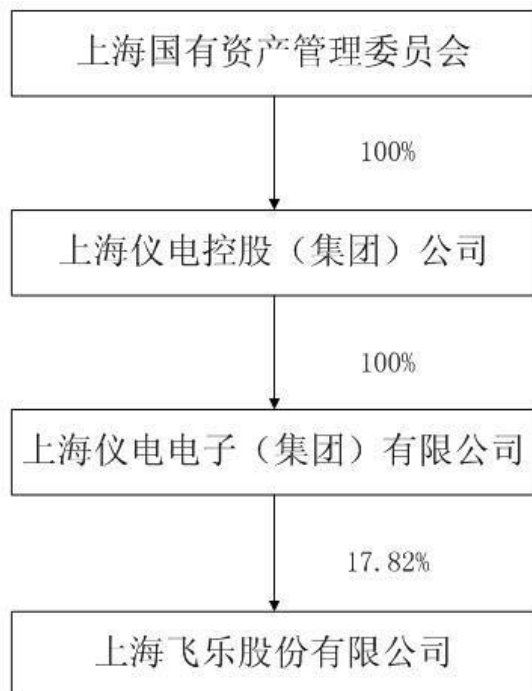 上海国有资产管理委员会
100%
上海仪电控股（集团）公司
100%
上海仪电电子（集团）有限公司
17.82%
上海飞乐股份有限公司